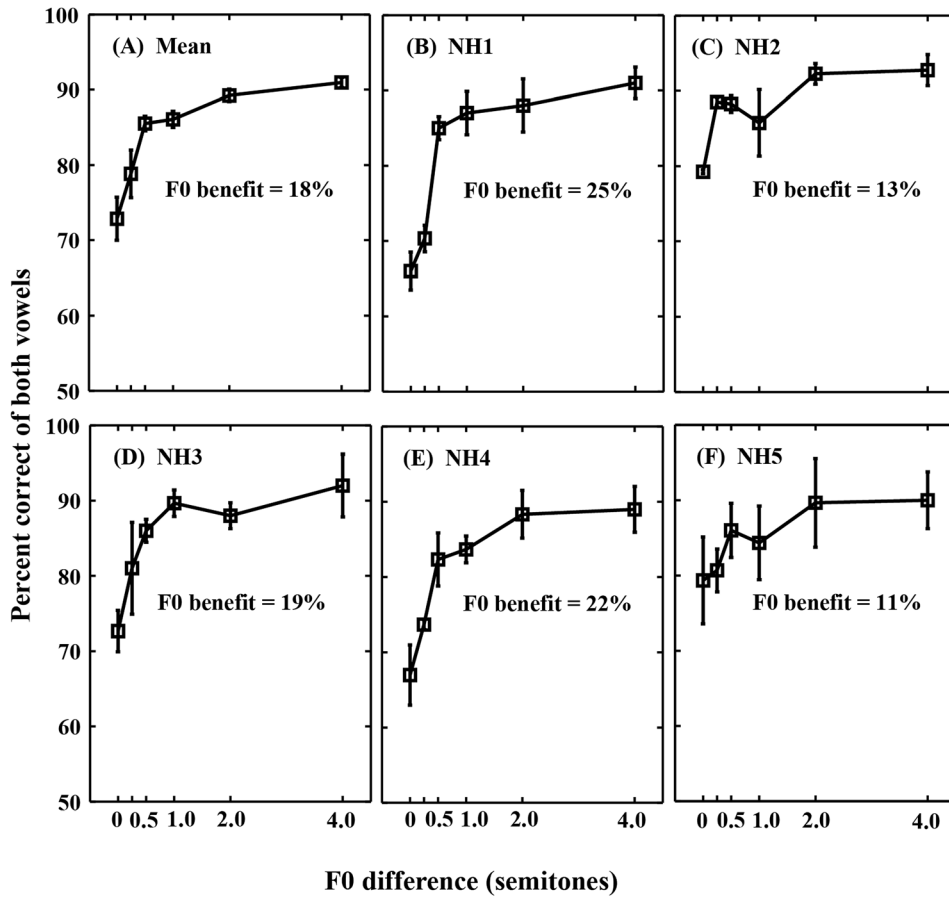 (A) Mean
(B) NH1
(C) NH2
100
90
80
70
60
50
F0 benefit = 18%
F0 benefit = 25%
F0 benefit = 13%
(D) NH3
(E) NH4
(F) NH5
100
90
80
70
60
50
F0 benefit = 19%
F0 benefit = 22%
F0 benefit = 11%
0 0.5 1.0 2.0 4.0
0 0.5 1.0 2.0 4.0
0 0.5 1.0 2.0 4.0
Percent correct of both vowels
F0 difference (semitones)